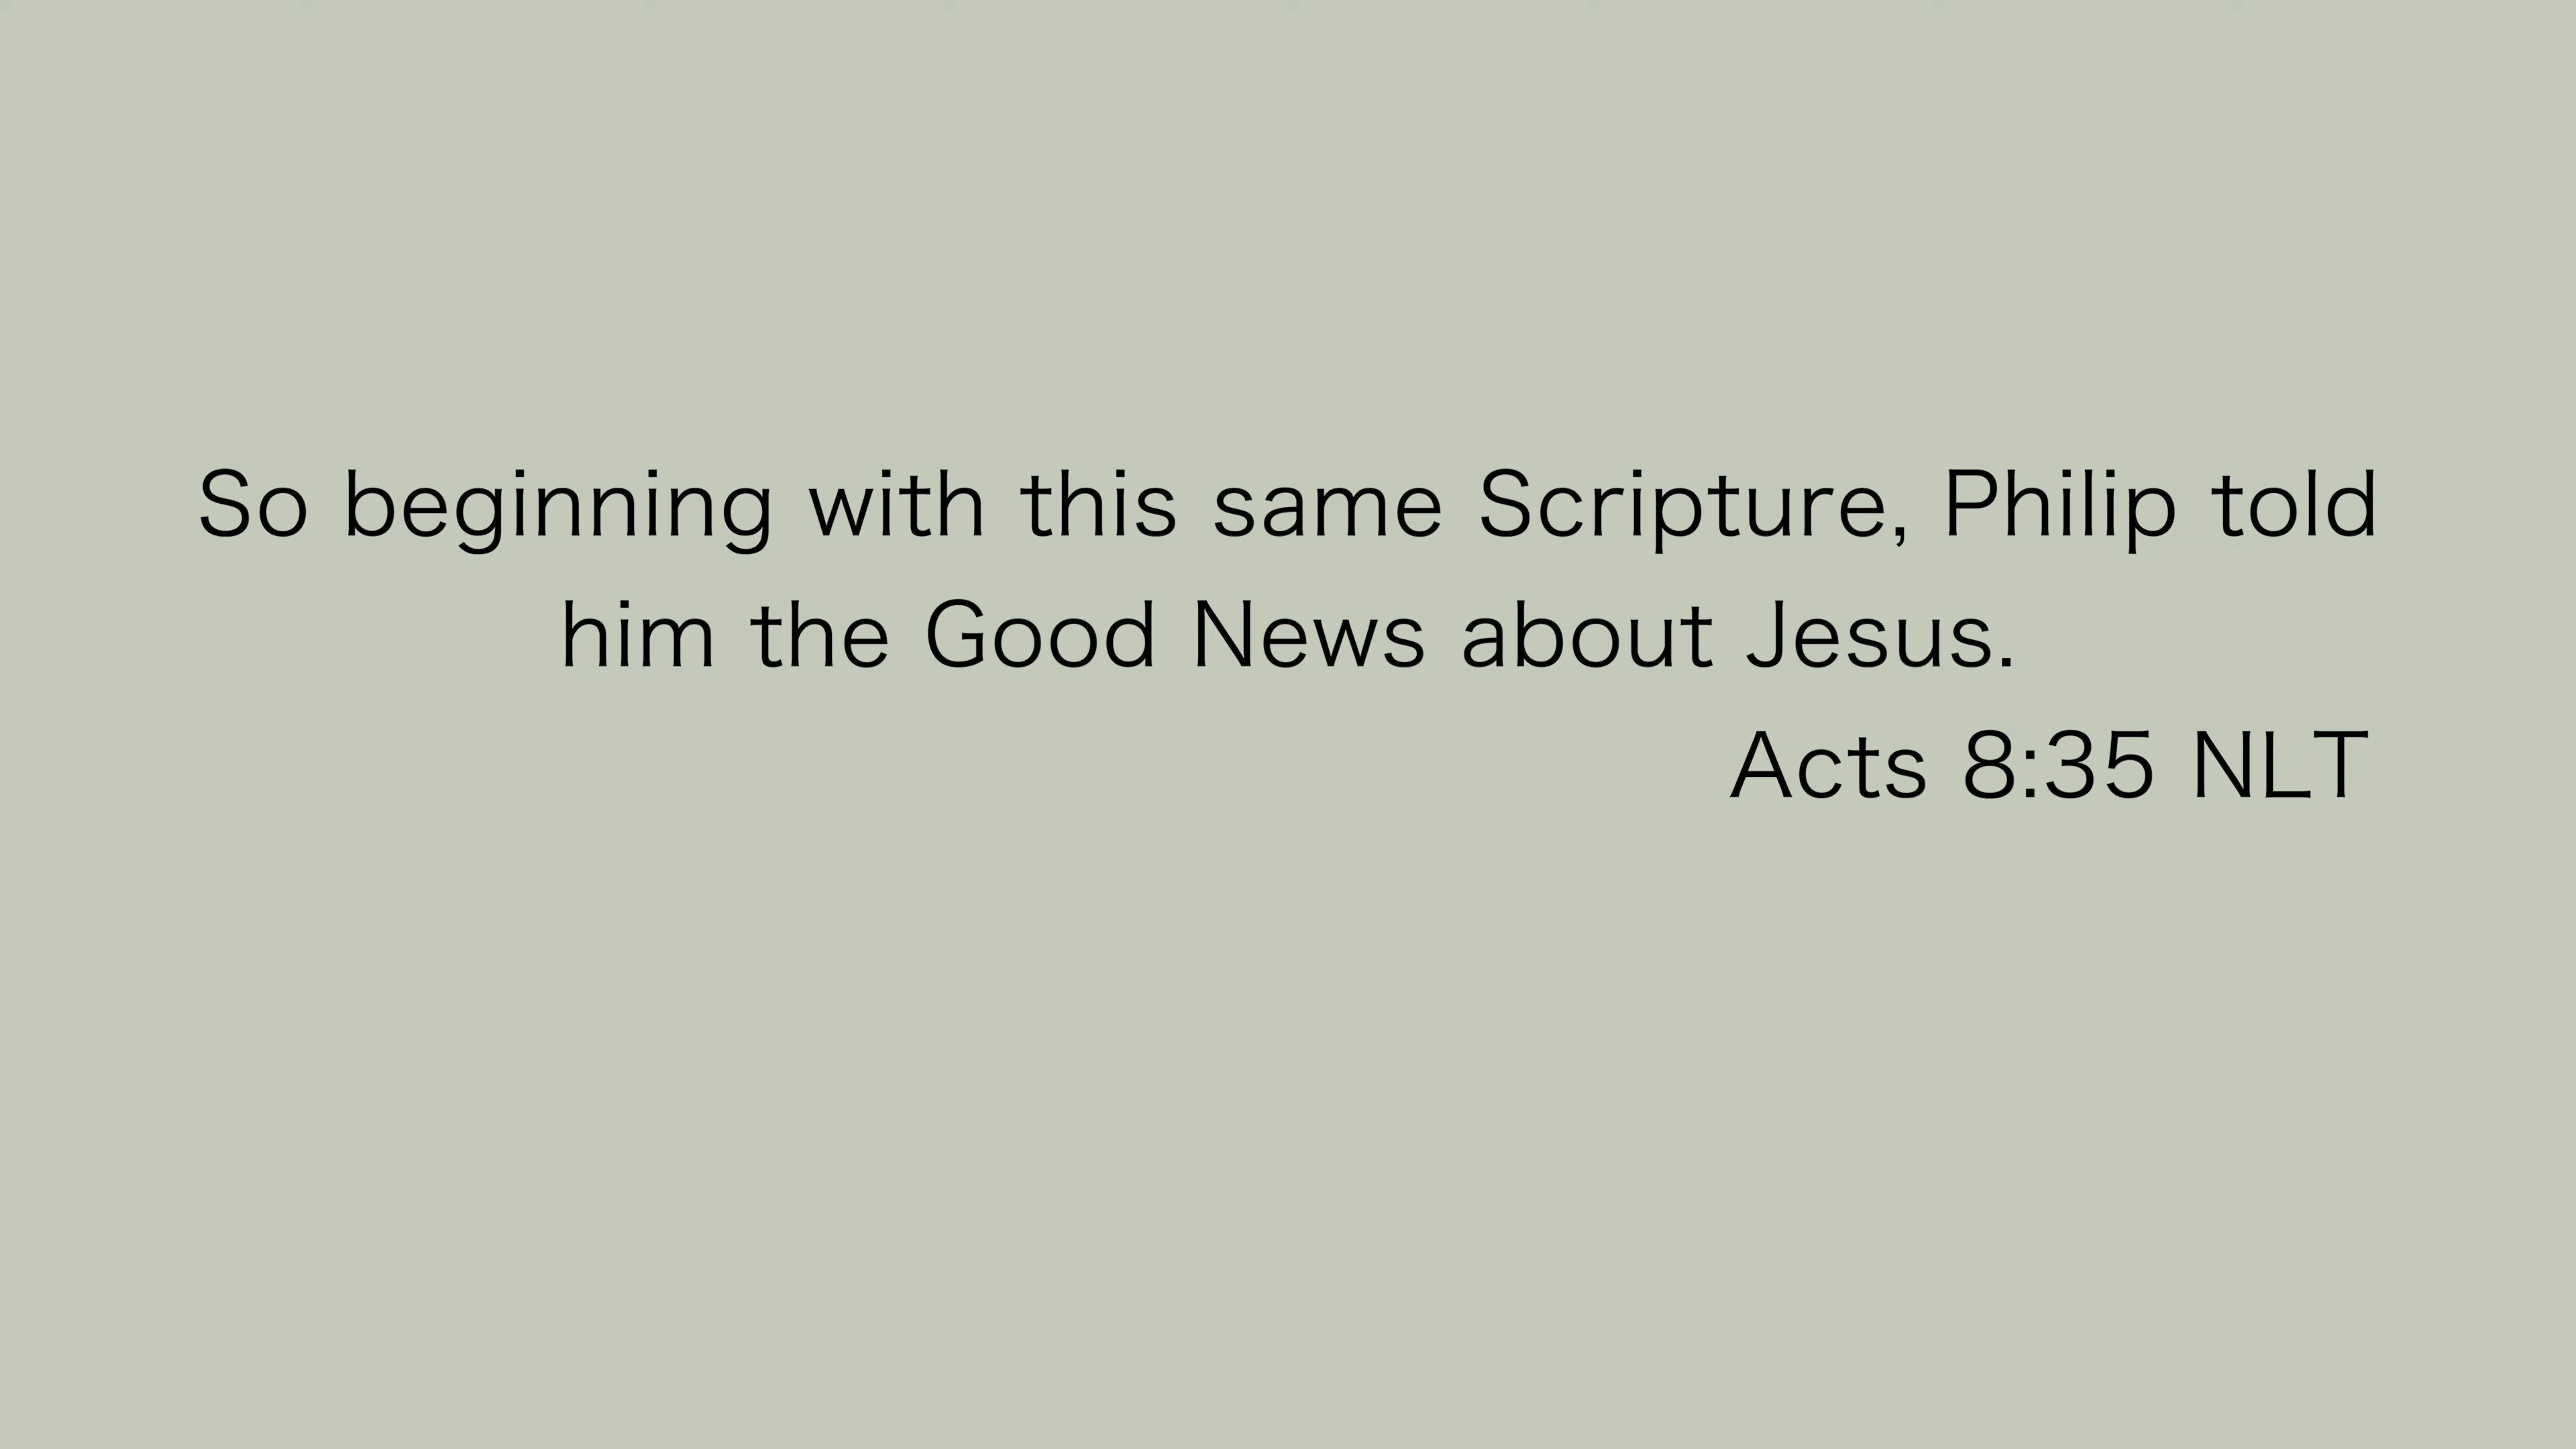 So beginning with this same Scripture, Philip told
him the Good News about Jesus.
Acts 8:35 NLT